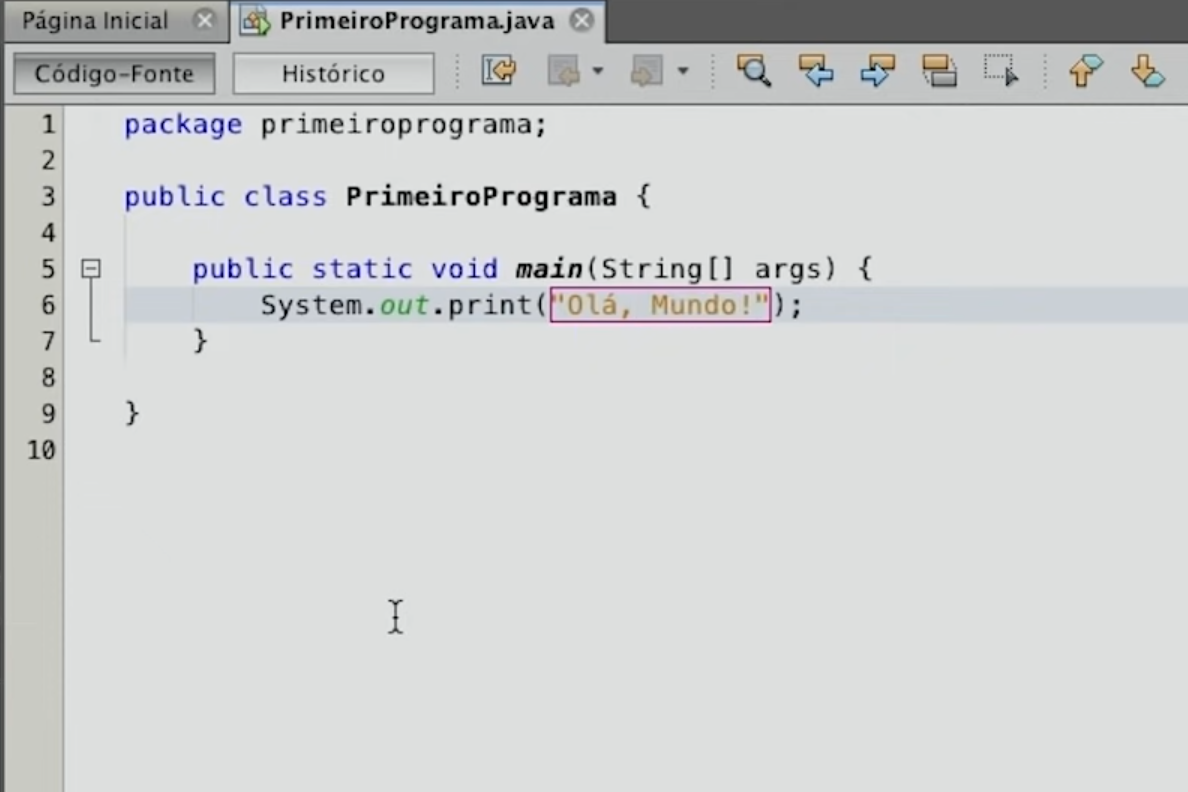 Página Inicial
PrimeiroPrograma.java
Código-Fonte
Histórico
1 package primeiroprograma;
2
3 public class PrimeiroPrograma {
4
5 public static void main(String[] args) {
6 System.out.print("Olá, Mundo!");
7 }
8
9 }
10